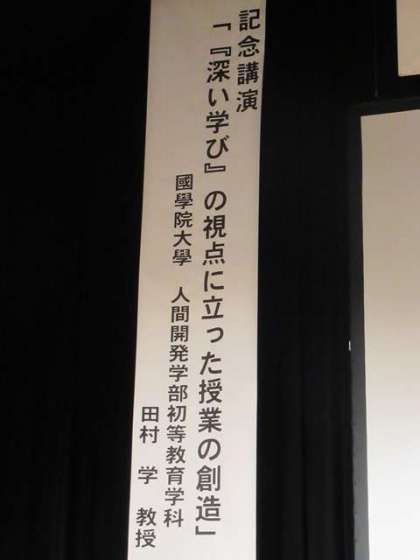 記念講演
「『深い学び』の視点に立った授業の創造」
國學院大學 人間開発学部初等教育学科
田村 学 教授